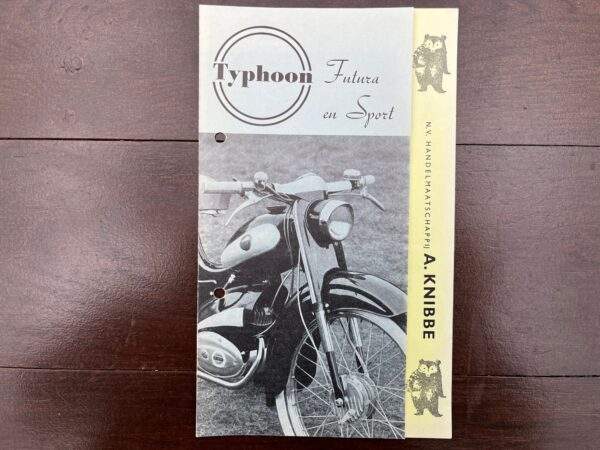 Typhoon
Futura
en Sport
N.V. HANDELMAATSCHAPPIJ A. KNIBBE